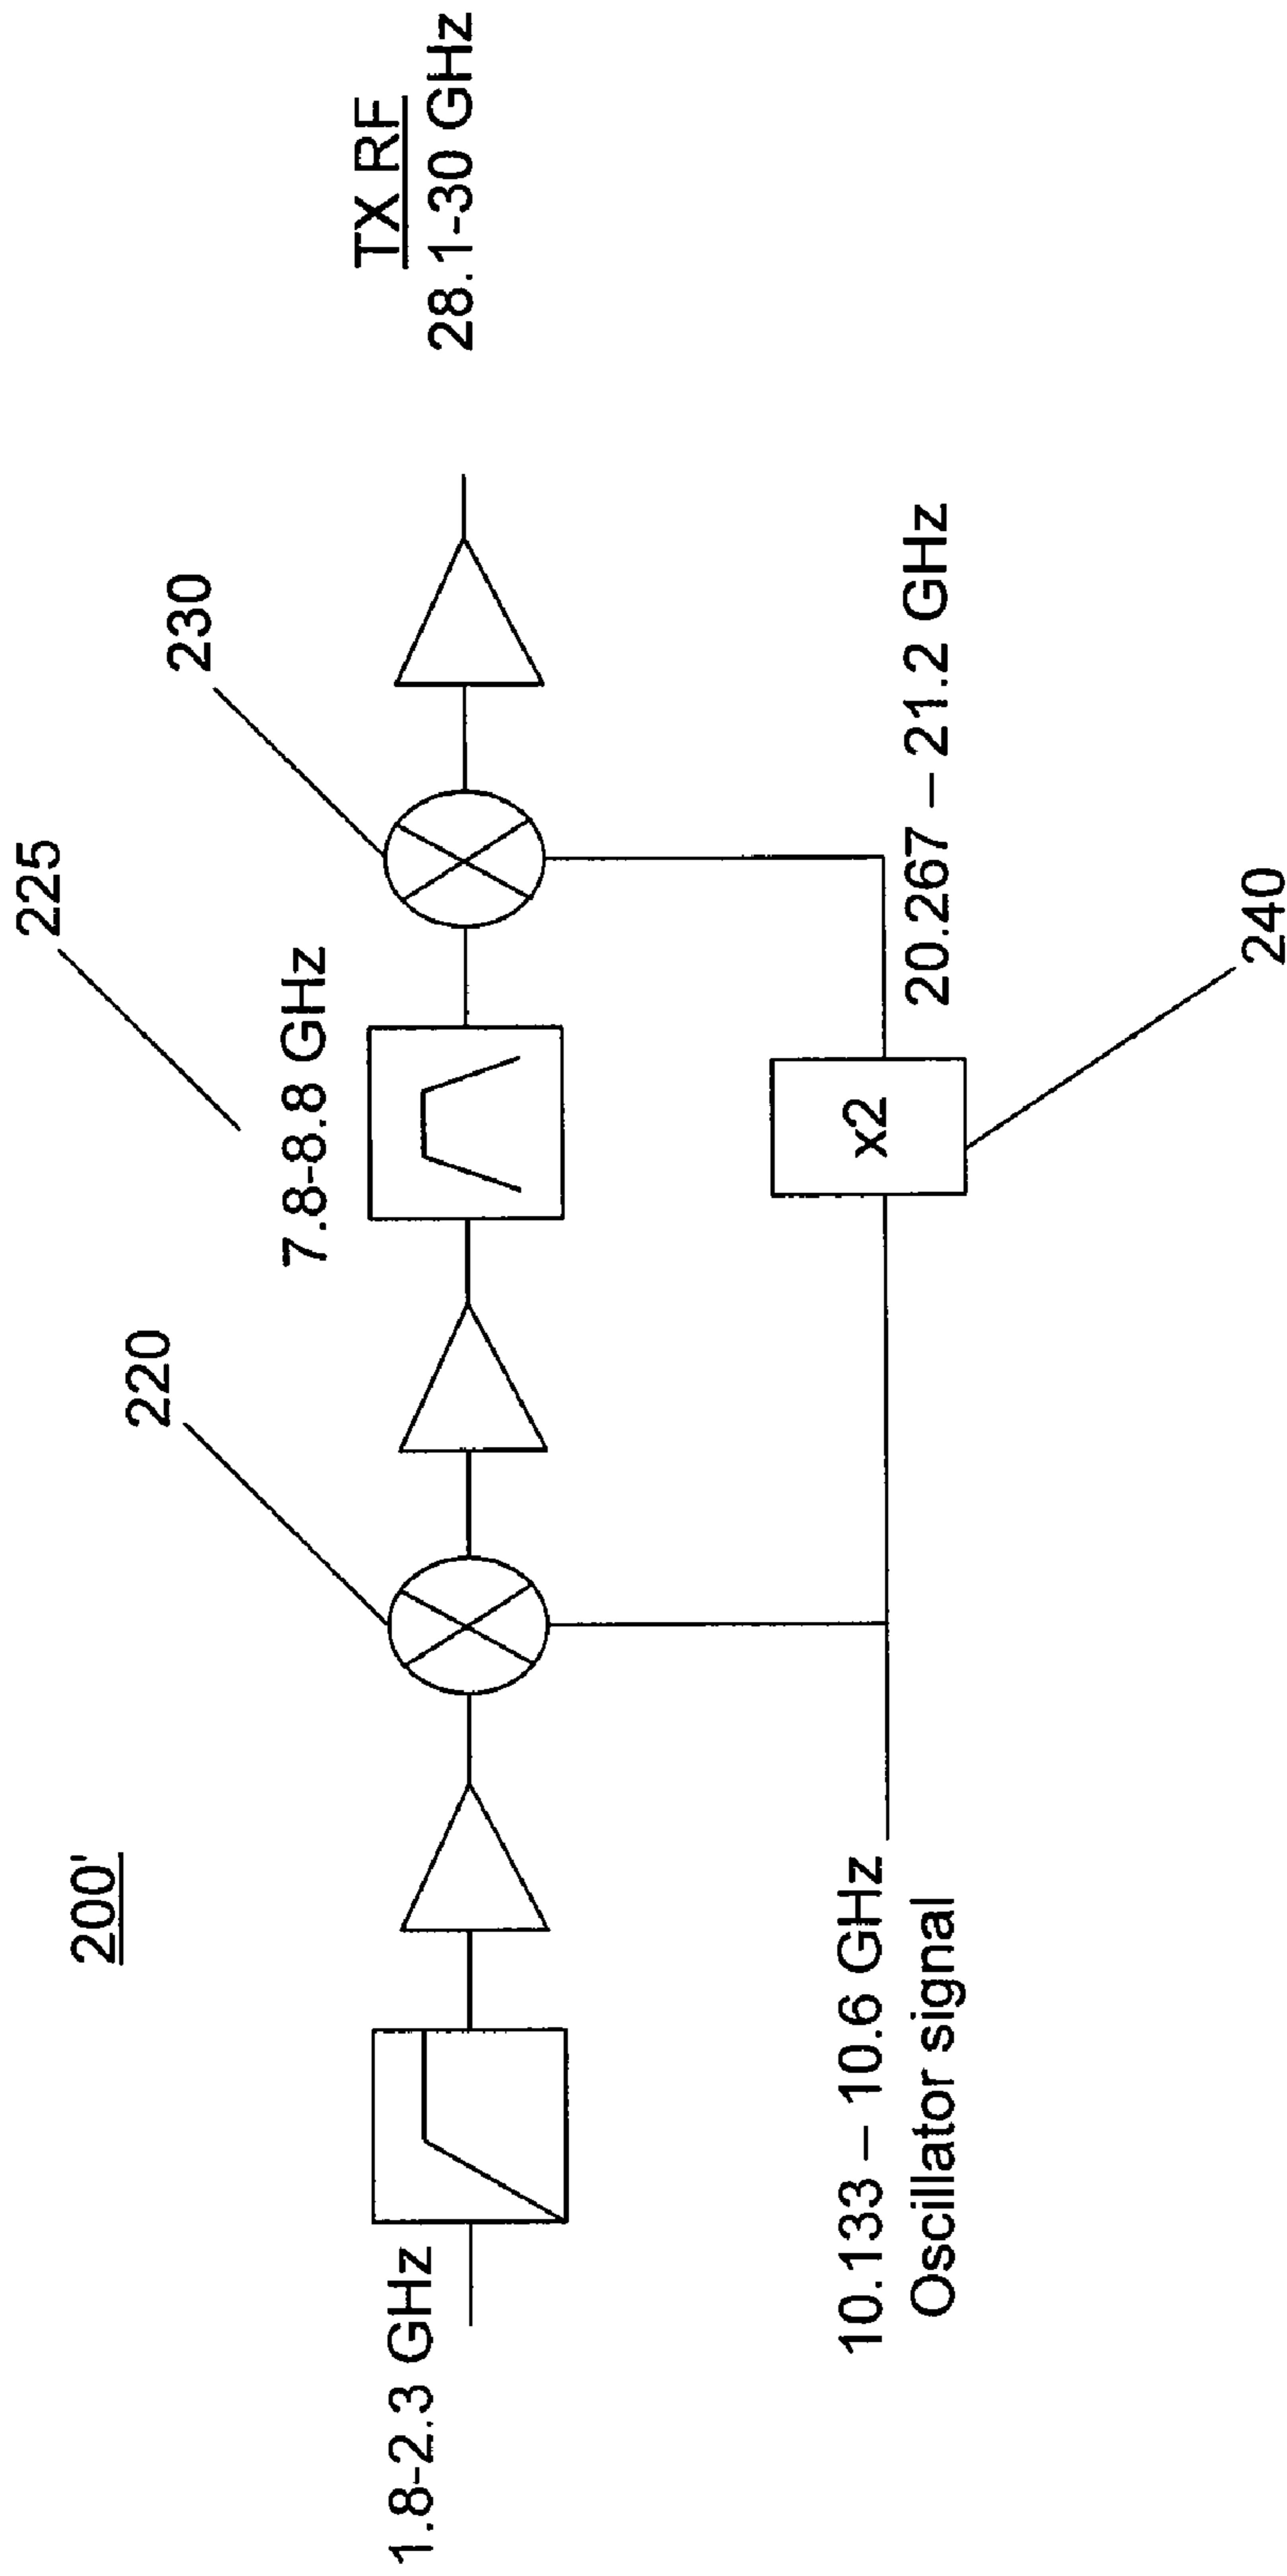 200'
225
230
220
TX RF
28.1-30 GHz
7.8-8.8 GHz
1.8-2.3 GHz
x2
10.133 – 10.6 GHz
Oscillator signal
20.267 – 21.2 GHz
240